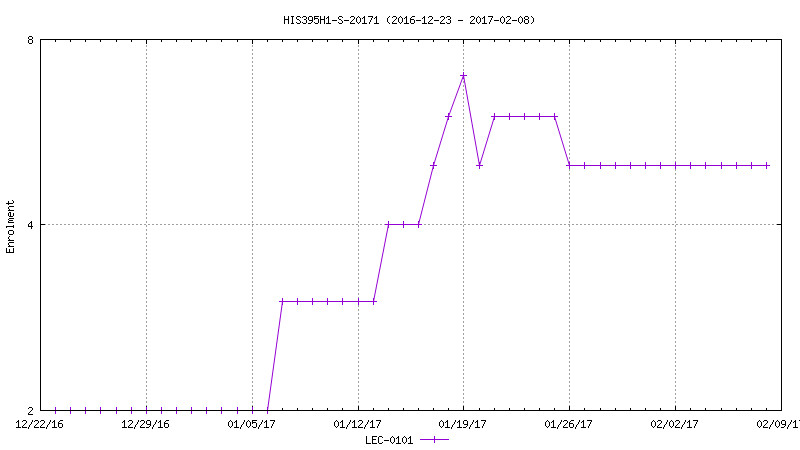 HIS395H1-S-20171 (2016-12-23 - 2017-02-08)
8
4
2
Enrolment
12/22/16 12/29/16 01/05/17 01/12/17 01/19/17 01/26/17 02/02/17 02/09/1
LEC-0101